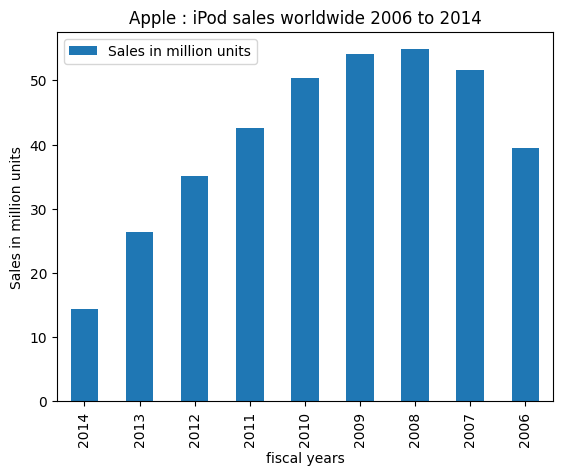 Apple : iPod sales worldwide 2006 to 2014
Sales in million units
Sales in million units
50
40
30
20
10
0
2014 2013 2012 2011 2010 2009 2008 2007 2006
fiscal years